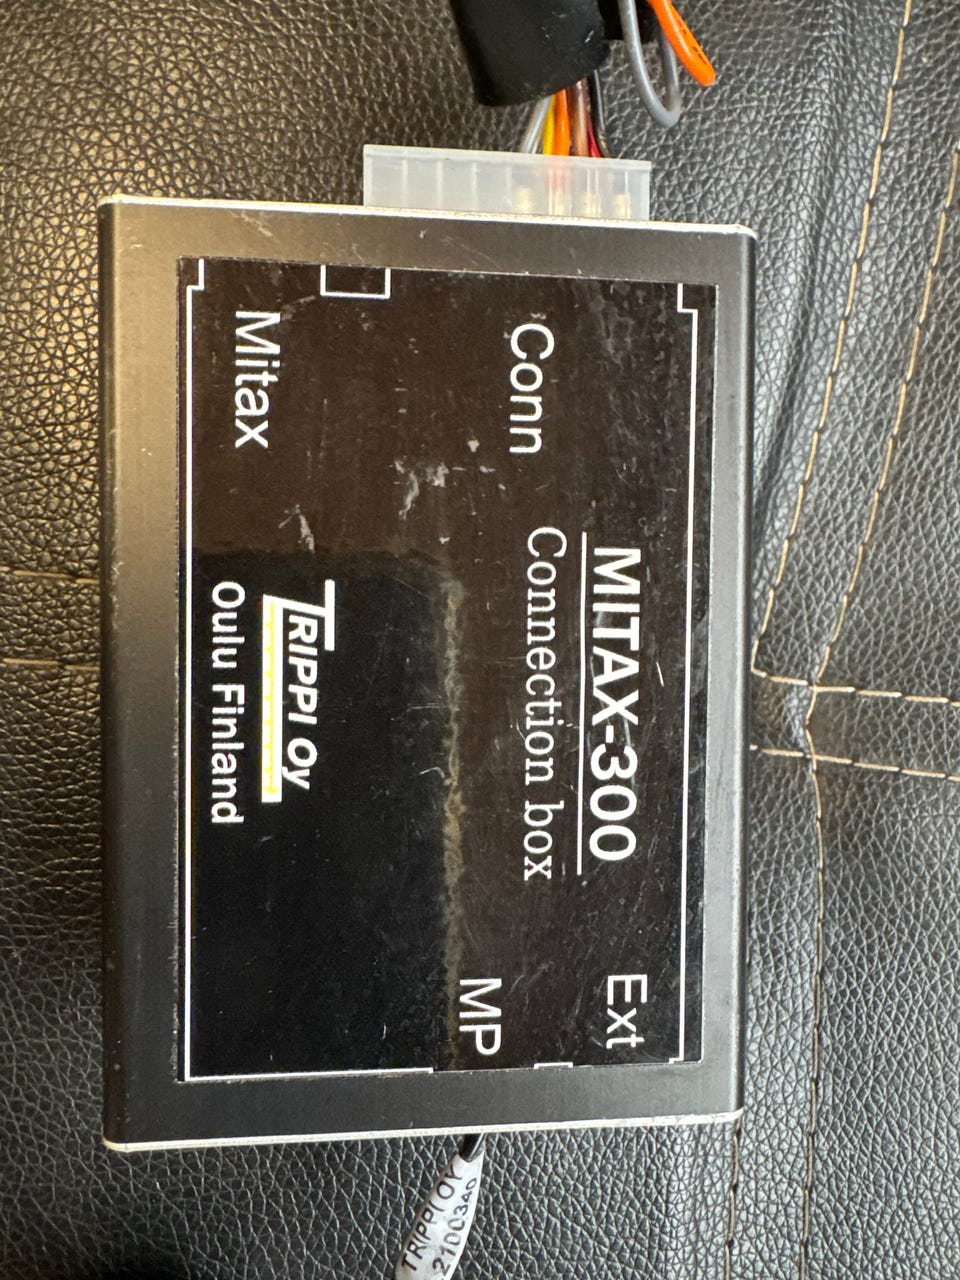 MITAX-300
Connection box
Ext
Conn
MP
Mitax
TRIPPI Oy
Oulu Finland
TRIPPI OY
2100340